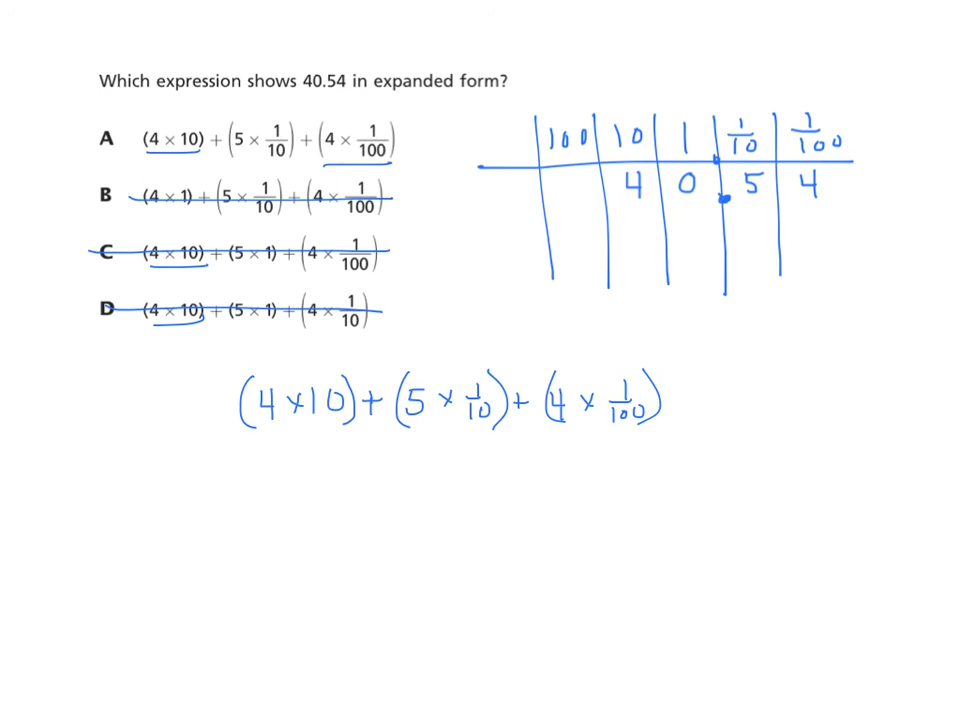 Which expression shows 40.54 in expanded form?
A (4 × 10) + (5 × 1/10) + (4 × 1/100)
B (4 × 1) + (5 × 1/10) + (4 × 1/100)
C (4 × 10) + (5 × 1) + (4 × 1/100)
D (4 × 10) + (5 × 1) + (4 × 1/10)
100 10 1 . 1/10 1/100
4 0 . 5 4
(4 × 10) + (5 × 1/10) + (4 × 1/100)